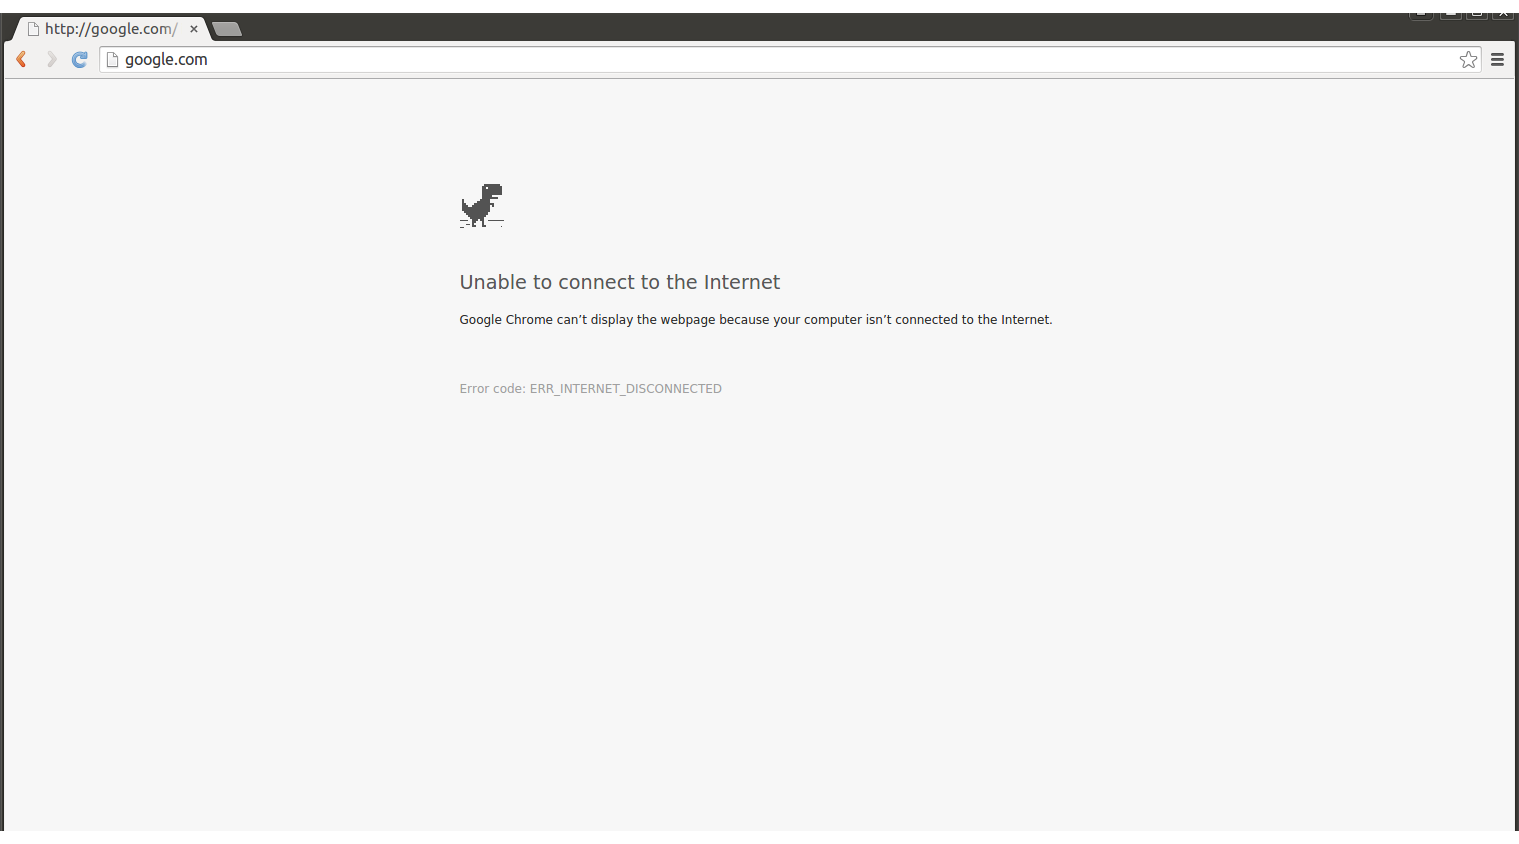 http://google.com/
google.com
Unable to connect to the Internet
Google Chrome can’t display the webpage because your computer isn’t connected to the Internet.
Error code: ERR_INTERNET_DISCONNECTED